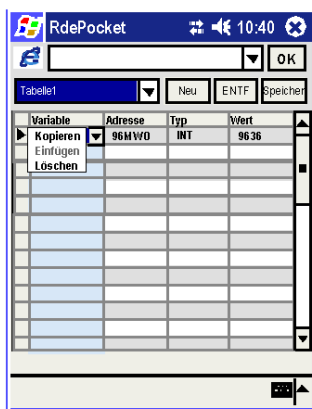 RdePocket 10:40
OK
Tabelle1 Neu ENTF Speicher
Variable Adresse Typ Wert
Kopieren 96MW0 INT 9636
Einfügen
Löschen